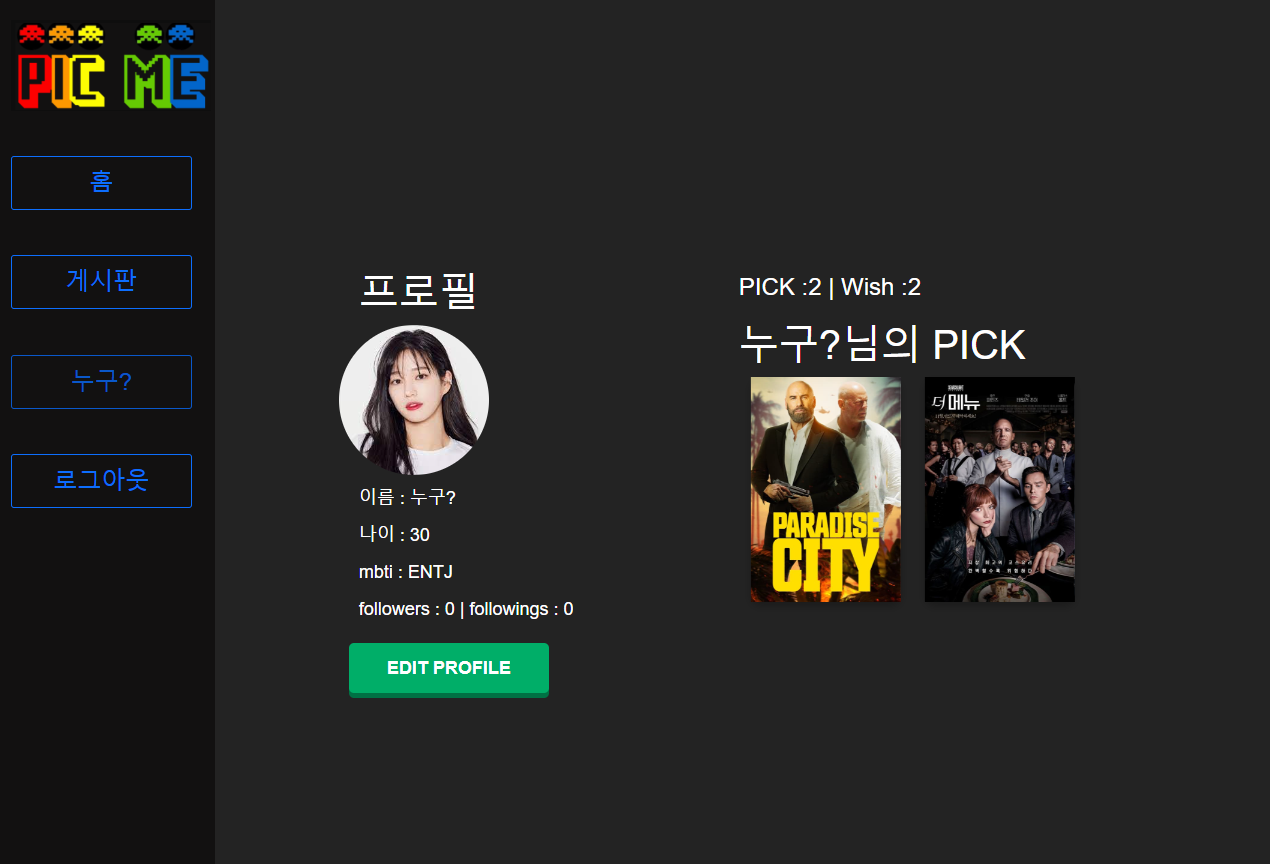 PIC ME
홈
게시판
누구?
로그아웃
프로필
이름 : 누구?
나이 : 30
mbti : ENTJ
followers : 0 | followings : 0
EDIT PROFILE
PICK :2 | Wish :2
누구?님의 PICK
PARADISE
CITY
더 메뉴